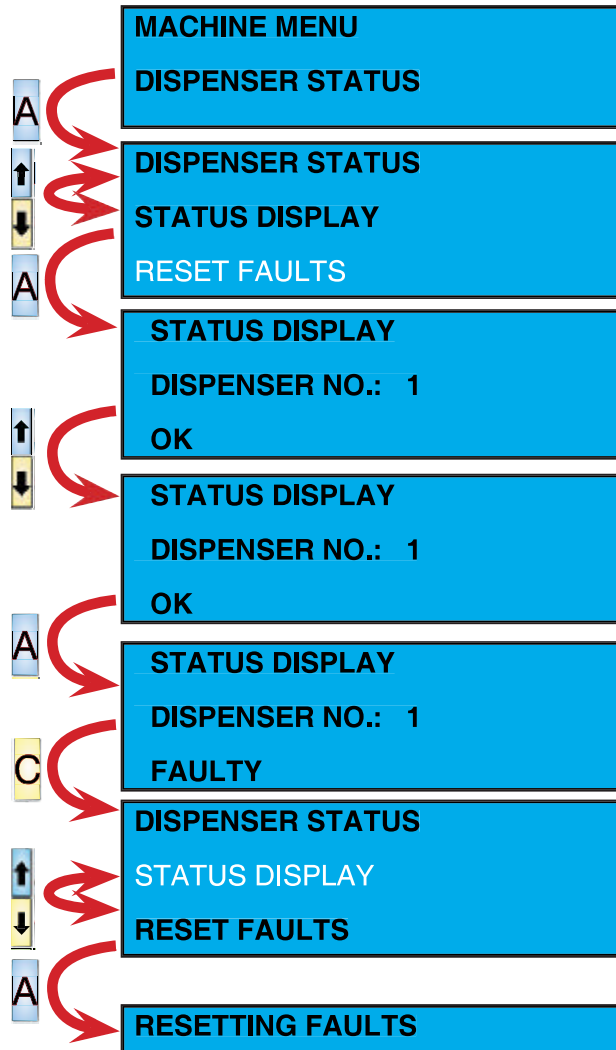 MACHINE MENU
DISPENSER STATUS
A
DISPENSER STATUS
STATUS DISPLAY
RESET FAULTS
A
STATUS DISPLAY
DISPENSER NO.: 1
OK
STATUS DISPLAY
DISPENSER NO.: 1
OK
A
STATUS DISPLAY
DISPENSER NO.: 1
FAULTY
C
DISPENSER STATUS
STATUS DISPLAY
RESET FAULTS
A
RESETTING FAULTS